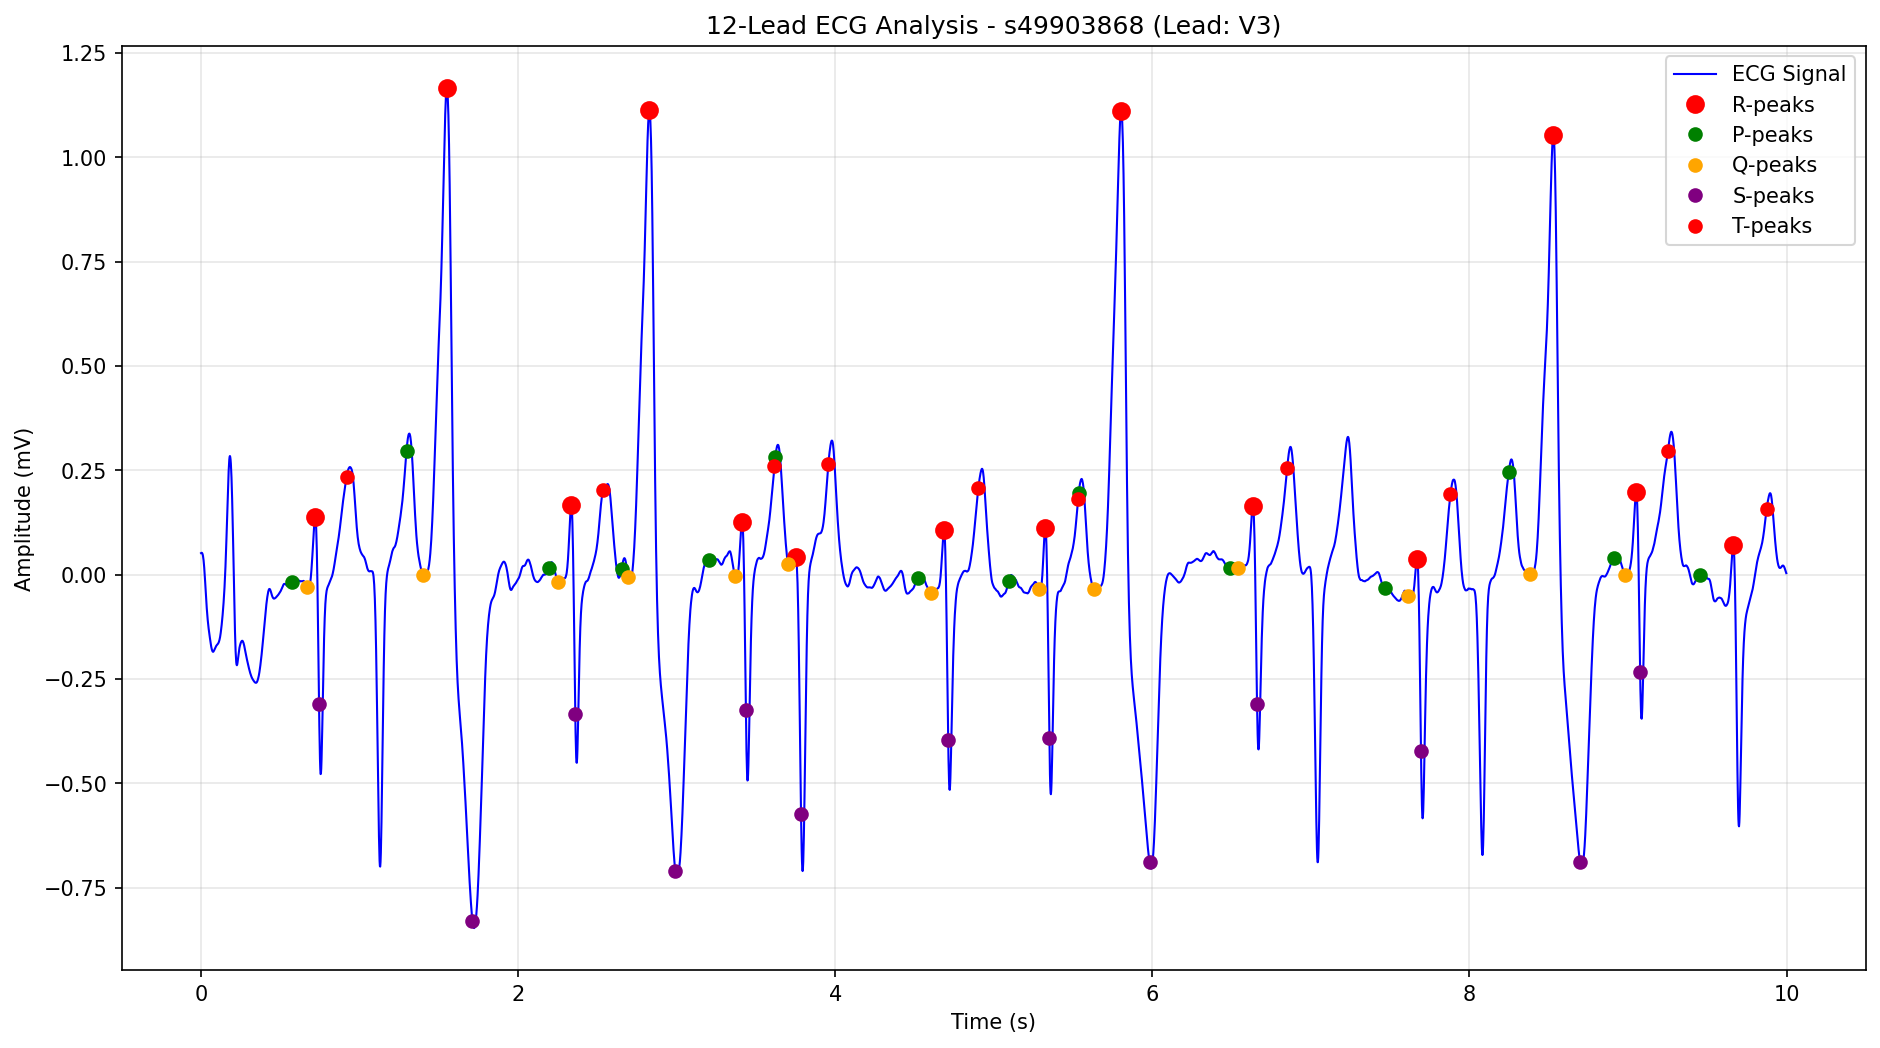 12-Lead ECG Analysis - s49903868 (Lead: V3)
1.25
1.00
0.75
0.50
0.25
0.00
−0.25
−0.50
−0.75
Amplitude (mV)
ECG Signal
R-peaks
P-peaks
Q-peaks
S-peaks
T-peaks
0 2 4 6 8 10
Time (s)